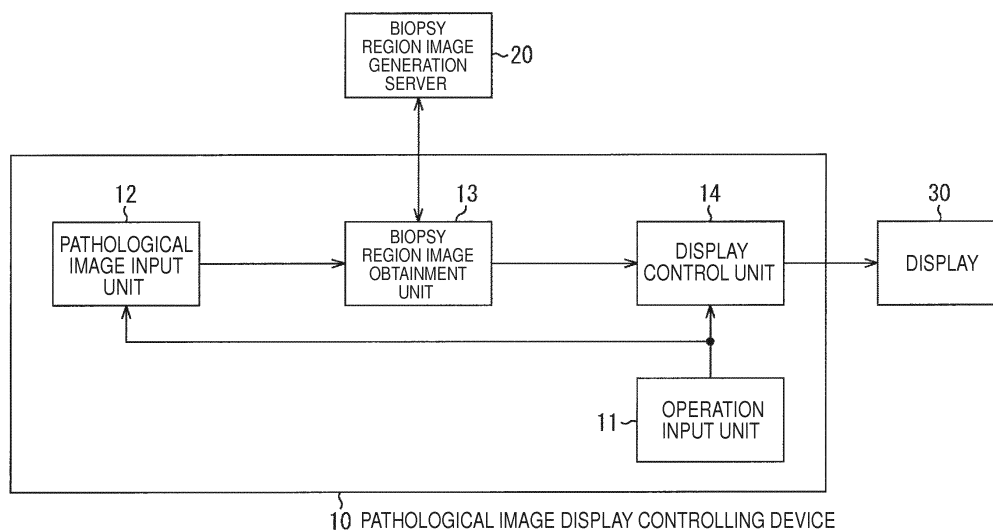 BIOPSY
REGION IMAGE
GENERATION
SERVER
20
12
13
14
30
PATHOLOGICAL
IMAGE INPUT
UNIT
BIOPSY
REGION IMAGE
OBTAINMENT
UNIT
DISPLAY
CONTROL UNIT
DISPLAY
11
OPERATION
INPUT UNIT
10 PATHOLOGICAL IMAGE DISPLAY CONTROLLING DEVICE